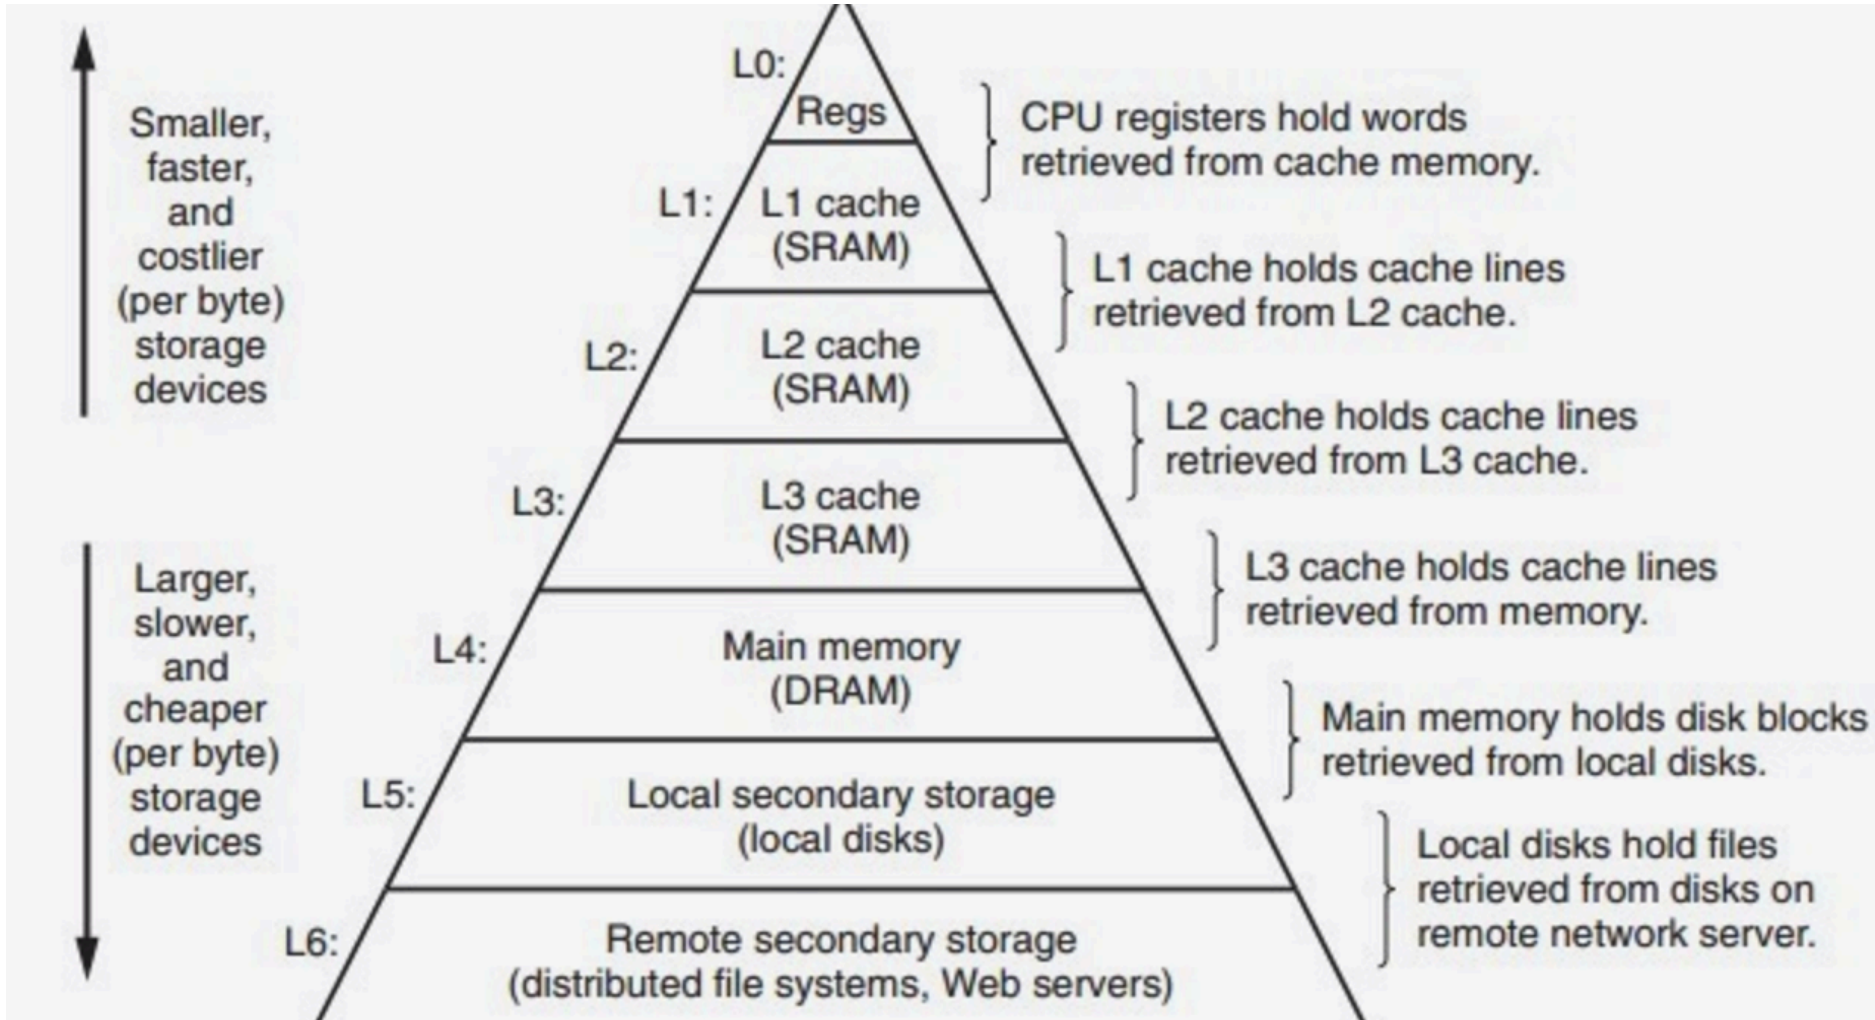 Smaller,
faster,
and
costlier
(per byte)
storage
devices
Larger,
slower,
and
cheaper
(per byte)
storage
devices
L0:
Regs
L1:
L1 cache
(SRAM)
L2:
L2 cache
(SRAM)
L3:
L3 cache
(SRAM)
L4:
Main memory
(DRAM)
L5:
Local secondary storage
(local disks)
L6:
Remote secondary storage
(distributed file systems, Web servers)
CPU registers hold words
retrieved from cache memory.
L1 cache holds cache lines
retrieved from L2 cache.
L2 cache holds cache lines
retrieved from L3 cache.
L3 cache holds cache lines
retrieved from memory.
Main memory holds disk blocks
retrieved from local disks.
Local disks hold files
retrieved from disks on
remote network server.